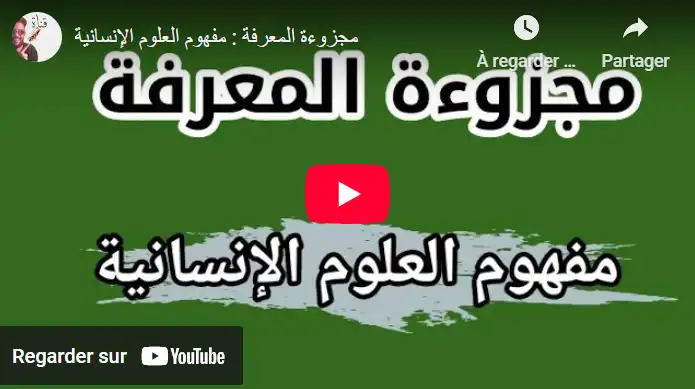 مجزوءة المعرفة : مفهوم العلوم الإنسانية
À regarder ...
Partager
مجزوءة المعرفة
مفهوم العلوم الإنسانية
Regarder sur YouTube